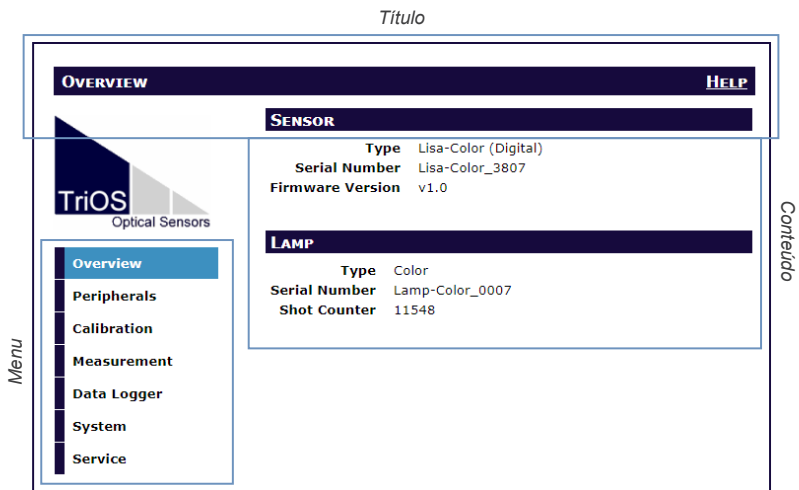 Título
Overview Help
TriOS
Optical Sensors
Menu
Overview
Peripherals
Calibration
Measurement
Data Logger
System
Service
Sensor
Type Lisa-Color (Digital)
Serial Number Lisa-Color_3807
Firmware Version v1.0
Lamp
Type Color
Serial Number Lamp-Color_0007
Shot Counter 11548
Conteúdo